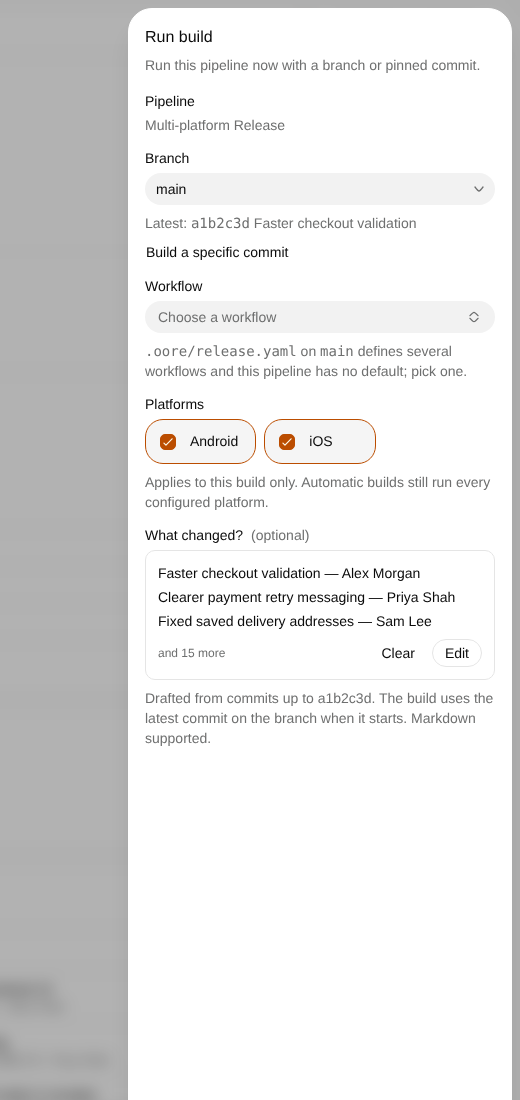 Run build
Run this pipeline now with a branch or pinned commit.
Pipeline
Multi-platform Release
Branch
main
Latest: a1b2c3d Faster checkout validation
Build a specific commit
Workflow
Choose a workflow
.oore/release.yaml on main defines several
workflows and this pipeline has no default; pick one.
Platforms
Android iOS
Applies to this build only. Automatic builds still run every
configured platform.
What changed? (optional)
Faster checkout validation — Alex Morgan
Clearer payment retry messaging — Priya Shah
Fixed saved delivery addresses — Sam Lee
and 15 more Clear Edit
Drafted from commits up to a1b2c3d. The build uses the
latest commit on the branch when it starts. Markdown
supported.